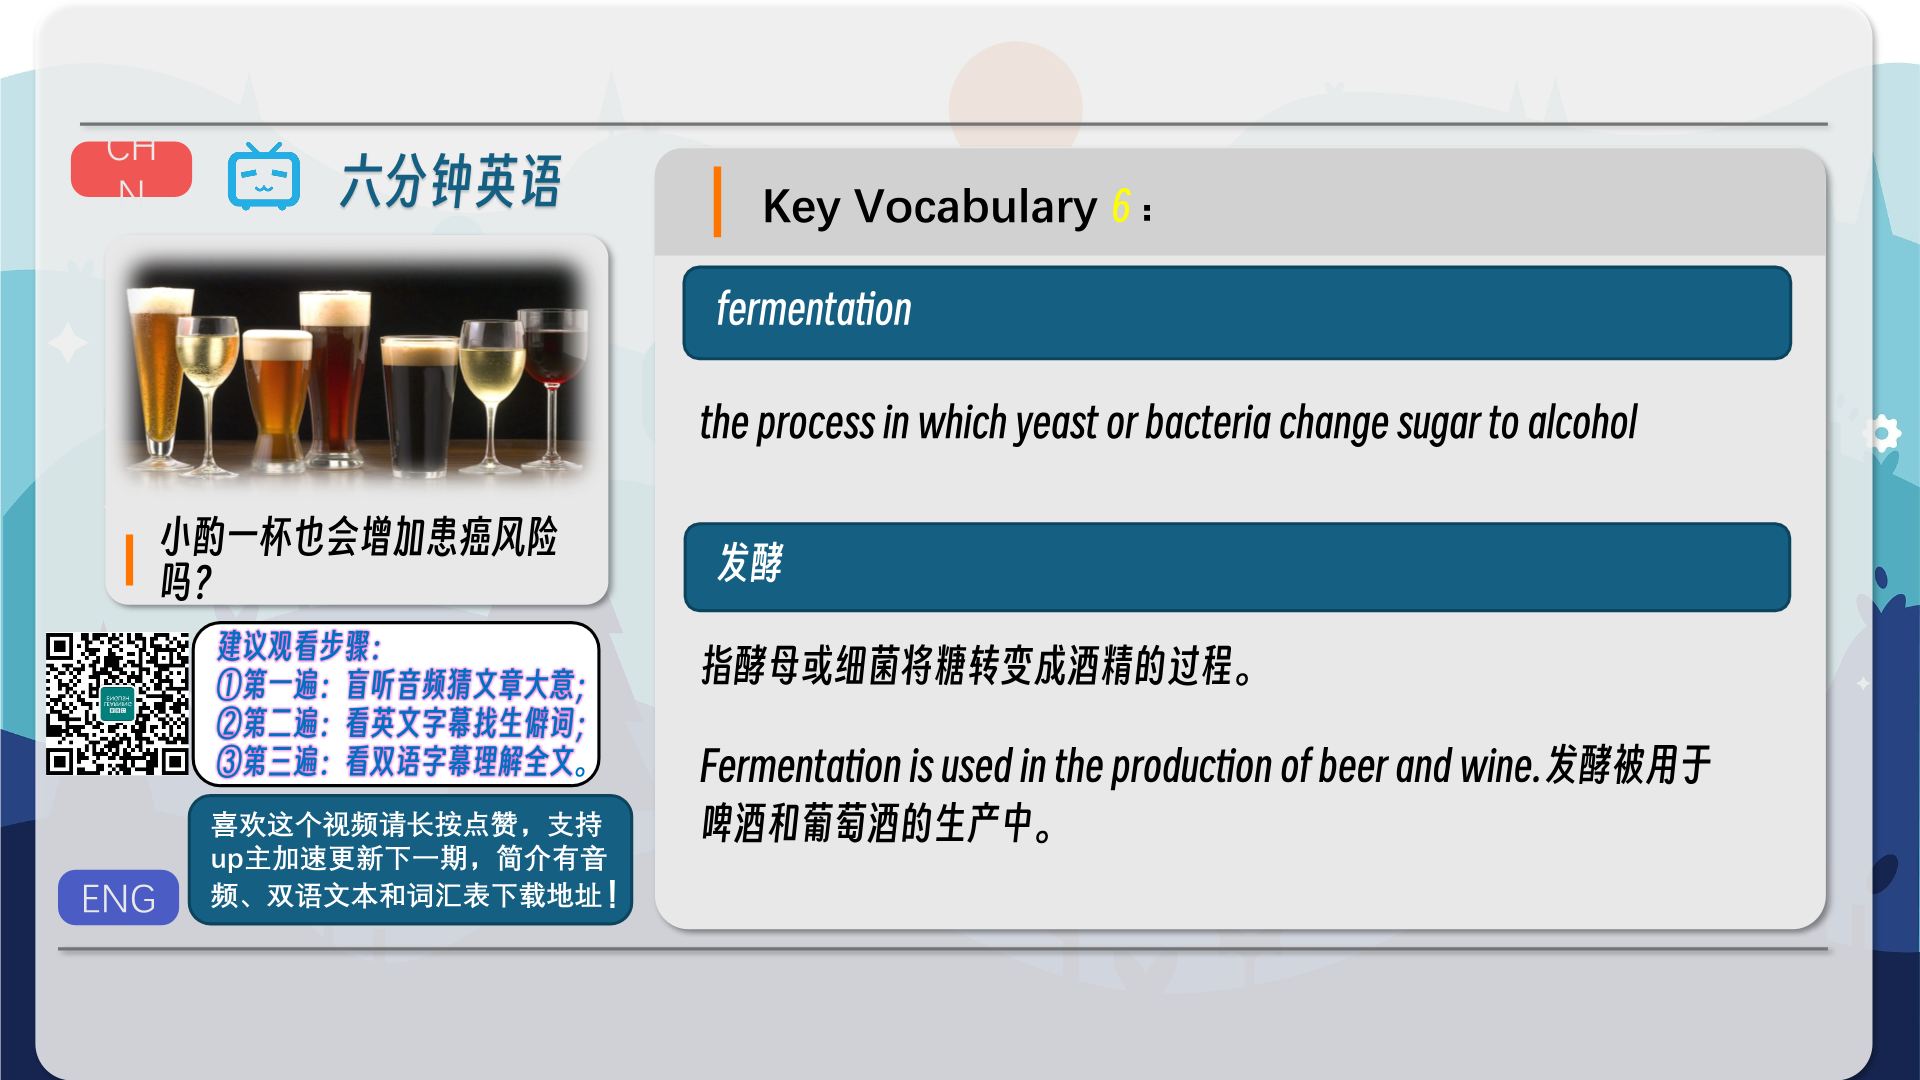 CH
N
六分钟英语
小酌一杯也会增加患癌风险
吗？
建议观看步骤：
①第一遍：盲听音频猜文章大意；
②第二遍：看英文字幕找生僻词；
③第三遍：看双语字幕理解全文。
喜欢这个视频请长按点赞，支持
up主加速更新下一期，简介有音
频、双语文本和词汇表下载地址！
ENG
Key Vocabulary 6：
fermentation
the process in which yeast or bacteria change sugar to alcohol
发酵
指酵母或细菌将糖转变成酒精的过程。
Fermentation is used in the production of beer and wine.发酵被用于
啤酒和葡萄酒的生产中。